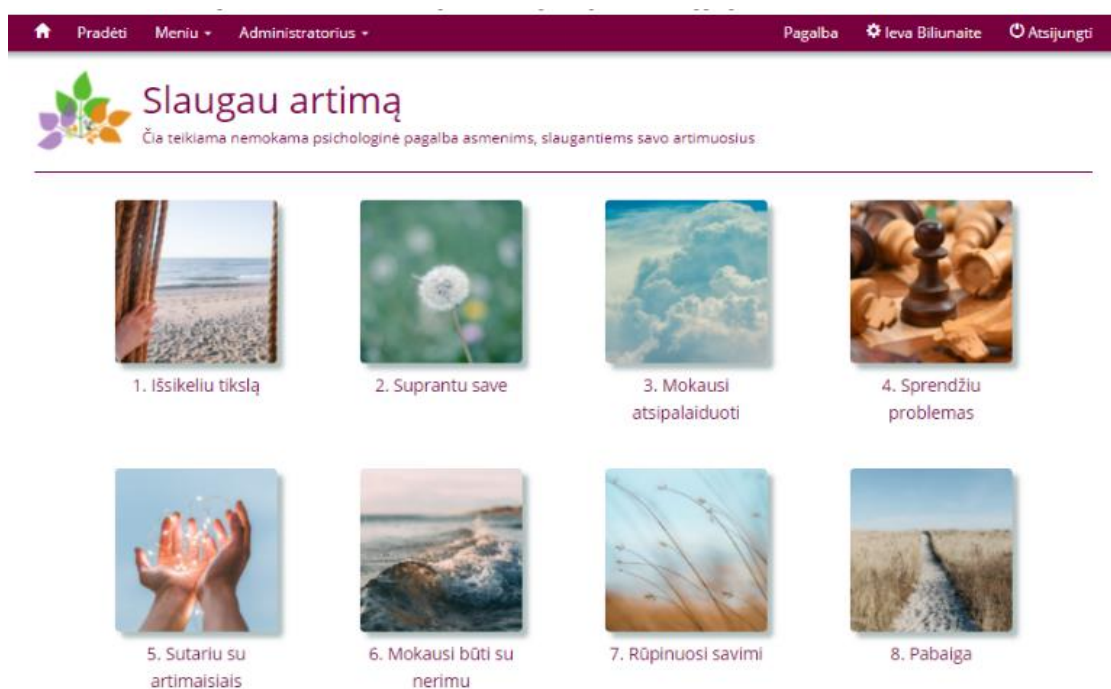 Pradėti Meniu Administratorius Pagalba Ieva Biliunaite Atsijungti
Slaugau artimą
Čia teikiama nemokama psichologinė pagalba asmenims, slaugantiems savo artimuosius
1. Išsikeliu tikslą
2. Suprantu save
3. Mokausi
atsipalaiduoti
4. Sprendžiu
problemas
5. Sutariu su
artimaisiais
6. Mokausi būti su
nerimu
7. Rūpinuosi savimi
8. Pabaiga